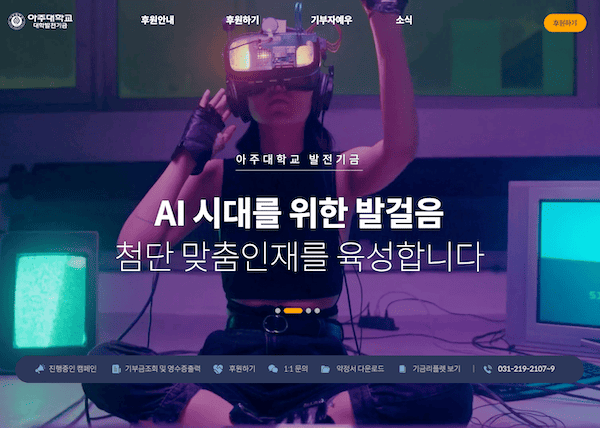 아주대학교
대학발전기금
후원안내
후원하기
기부자예우
소식
후원하기
아주대학교 발전기금
AI 시대를 위한 발걸음
첨단 맞춤인재를 육성합니다
진행중인 캠페인
기부금조회 및 영수증출력
후원하기
1:1 문의
약정서 다운로드
기금리플렛 보기
031-219-2107~9